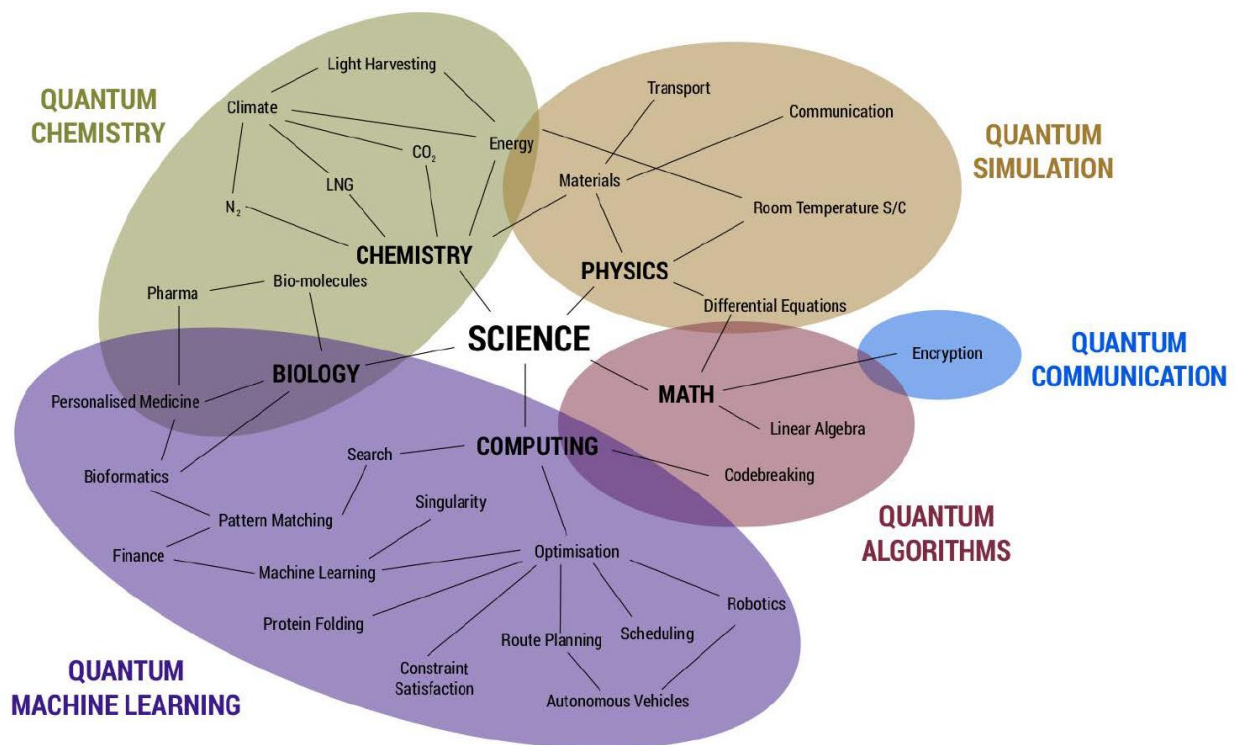 Light Harvesting
QUANTUM
CHEMISTRY
Climate
Energy
CO₂
LNG
N₂
CHEMISTRY
Pharma
Bio-molecules
Transport
Communication
Materials
QUANTUM
SIMULATION
Room Temperature S/C
PHYSICS
Differential Equations
SCIENCE
BIOLOGY
MATH
Encryption
QUANTUM
COMMUNICATION
Linear Algebra
Codebreaking
QUANTUM
ALGORITHMS
Personalised Medicine
COMPUTING
Search
Bioformatics
Singularity
Pattern Matching
Finance
Machine Learning
Optimisation
Robotics
Protein Folding
Route Planning
Scheduling
Constraint
Satisfaction
Autonomous Vehicles
QUANTUM
MACHINE LEARNING